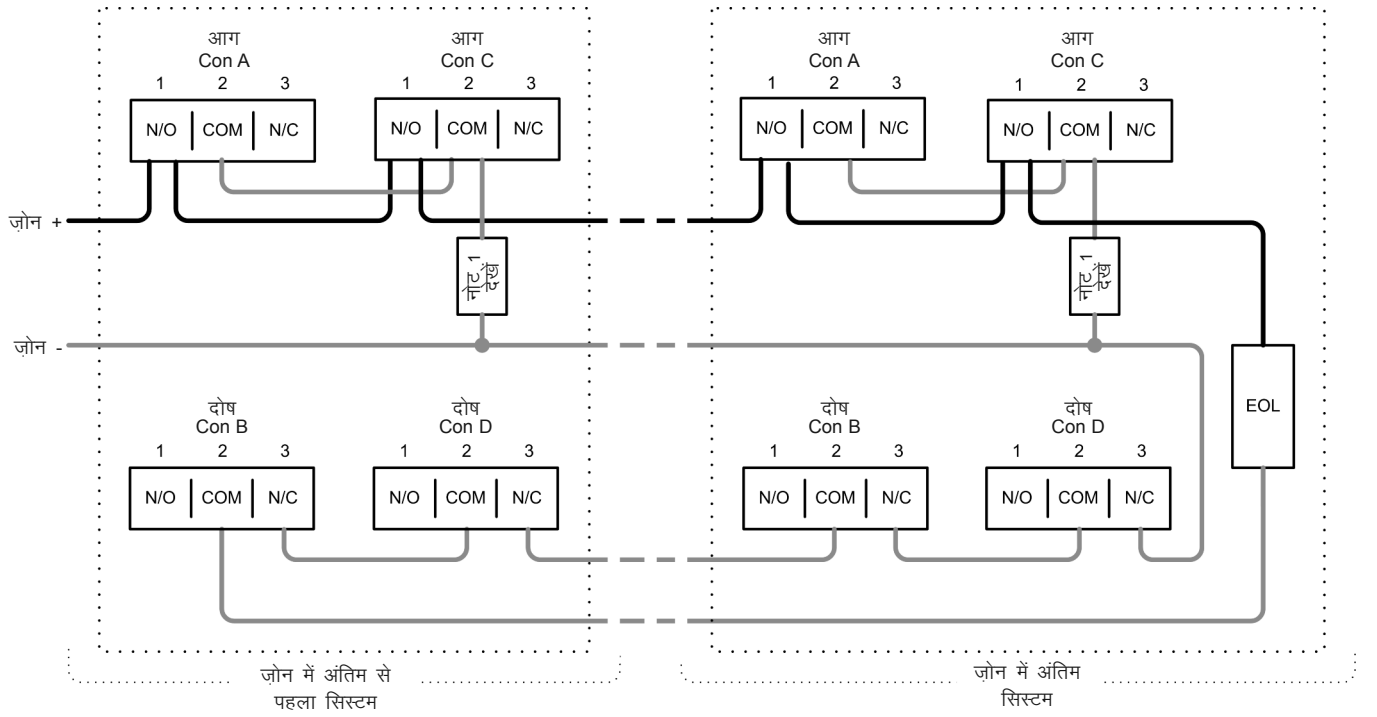 आग
Con A
1 2 3
N/O COM N/C
आग
Con C
1 2 3
N/O COM N/C
आग
Con A
1 2 3
N/O COM N/C
आग
Con C
1 2 3
N/O COM N/C
ज़ोन +
नोट 1
देखें
नोट 1
देखें
ज़ोन -
दोष
Con B
1 2 3
N/O COM N/C
दोष
Con D
1 2 3
N/O COM N/C
दोष
Con B
1 2 3
N/O COM N/C
दोष
Con D
1 2 3
N/O COM N/C
EOL
ज़ोन में अंतिम से
पहला सिस्टम
ज़ोन में अंतिम
सिस्टम